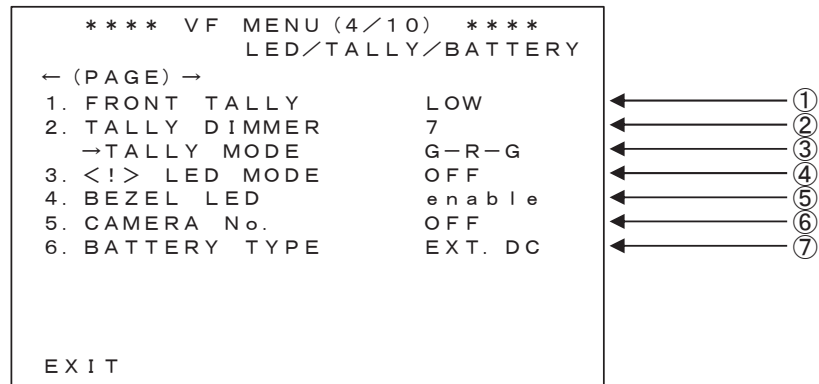 **** VF MENU(4/10) ****
LED/TALLY/BATTERY
←(PAGE)→
1. FRONT TALLY LOW ①
2. TALLY DIMMER 7 ②
→TALLY MODE G-R-G ③
3. <!> LED MODE OFF ④
4. BEZEL LED enable ⑤
5. CAMERA No. OFF ⑥
6. BATTERY TYPE EXT. DC ⑦
EXIT